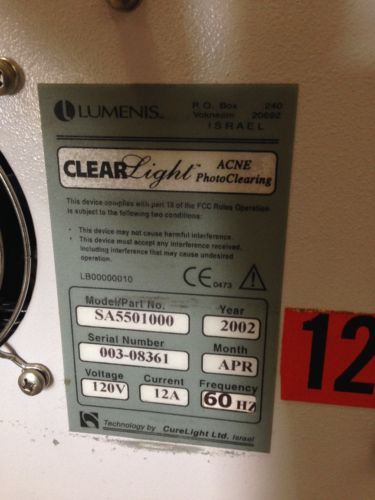 LUMENIS™
P.O. Box 240
Yokneam 20692
ISRAEL
CLEARLight™ ACNE PhotoClearing
This device complies with part 18 of the FCC Rules Operation
is subject to the following two conditions:
• This device may not cause harmful interference.
• This device must accept any interference received,
including interference that may cause undesired
operation.
LB00000010
CE 0473
Model/Part No. Year
SA5501000 2002
Serial Number Month
003-08361 APR
Voltage Current Frequency
120V 12A 60 HZ
Technology by CureLight Ltd. Israel
12